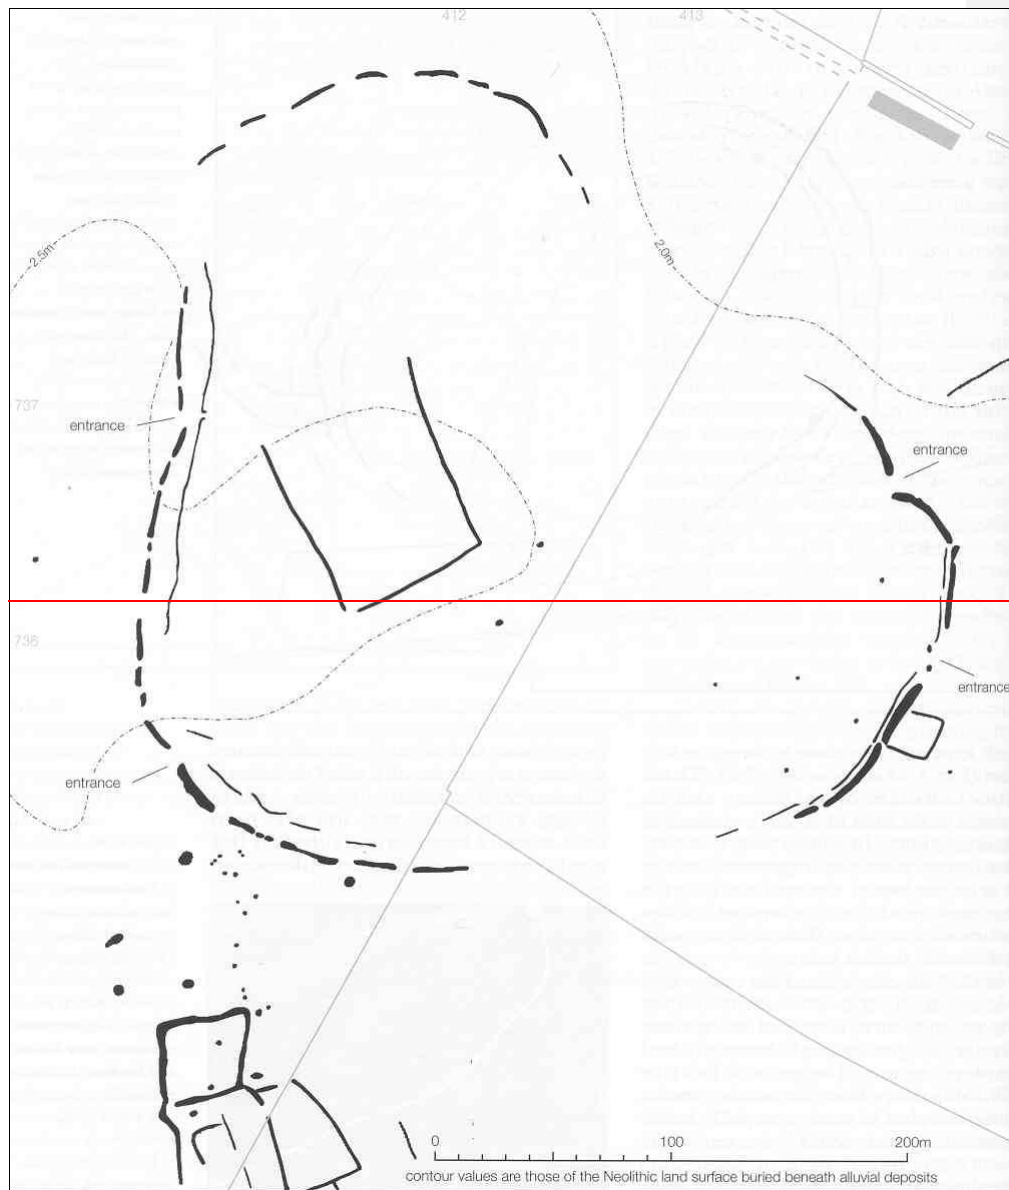 412
413
2.5m
2.0m
737
entrance
entrance
736
entrance
entrance
0
100
200m
contour values are those of the Neolithic land surface buried beneath alluvial deposits